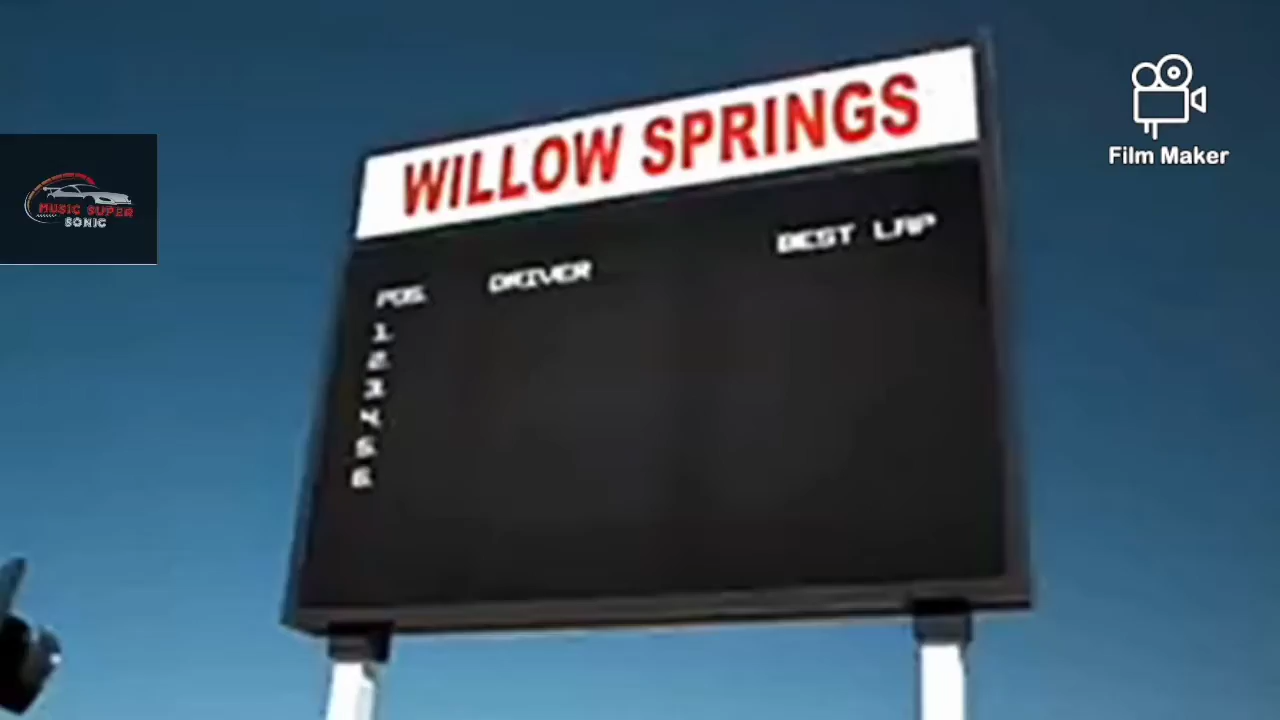 WILLOW SPRINGS
POS. DRIVER BEST LAP
1.
2.
3.
4.
5.
6.
Film Maker
MUSIC SUPER
SONIC